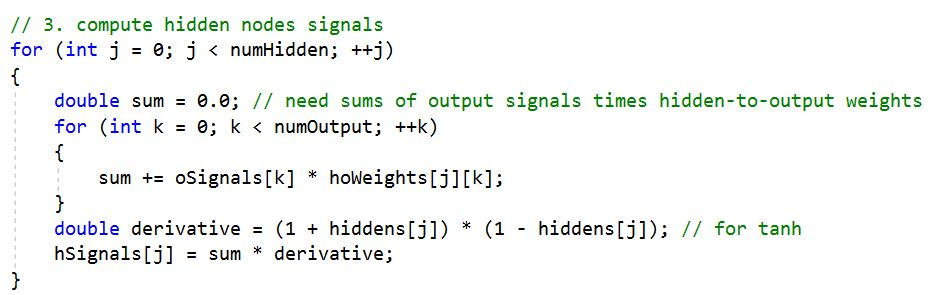 // 3. compute hidden nodes signals
for (int j = 0; j < numHidden; ++j)
{
    double sum = 0.0; // need sums of output signals times hidden-to-output weights
    for (int k = 0; k < numOutput; ++k)
    {
        sum += oSignals[k] * hoWeights[j][k];
    }
    double derivative = (1 + hiddens[j]) * (1 - hiddens[j]); // for tanh
    hSignals[j] = sum * derivative;
}